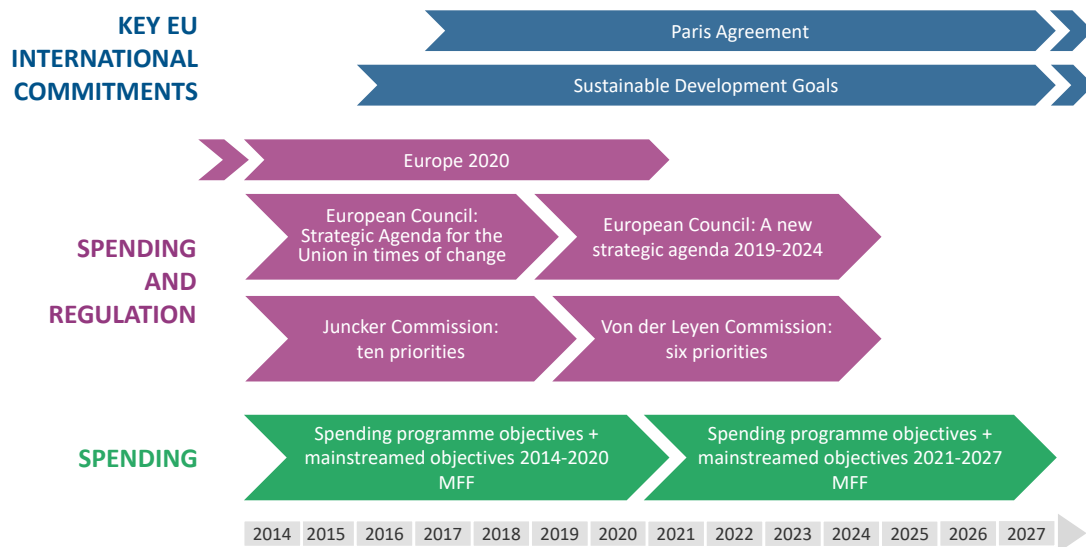 KEY EU
INTERNATIONAL
COMMITMENTS
Paris Agreement
Sustainable Development Goals
SPENDING
AND
REGULATION
Europe 2020
European Council:
Strategic Agenda for the
Union in times of change
European Council: A new
strategic agenda 2019-2024
Juncker Commission:
ten priorities
Von der Leyen Commission:
six priorities
SPENDING
Spending programme objectives +
mainstreamed objectives 2014-2020
MFF
Spending programme objectives +
mainstreamed objectives 2021-2027
MFF
2014 2015 2016 2017 2018 2019 2020 2021 2022 2023 2024 2025 2026 2027